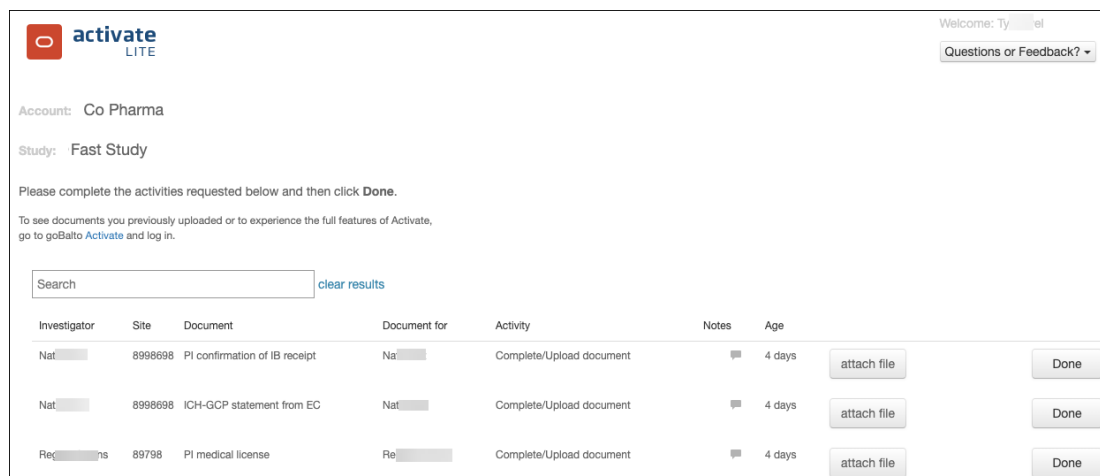 activate
LITE
Welcome: Ty
Questions or Feedback?
Account: Co Pharma
Study: Fast Study
Please complete the activities requested below and then click Done.
To see documents you previously uploaded or to experience the full features of Activate,
go to goBalto Activate and log in.
Search clear results
Investigator Site Document Document for Activity Notes Age
Nat 8998698 PI confirmation of IB receipt Na Complete/Upload document 4 days attach file Done
Nat 8998698 ICH-GCP statement from EC Nat Complete/Upload document 4 days attach file Done
Reg ns 89798 PI medical license Re Complete/Upload document 4 days attach file Done